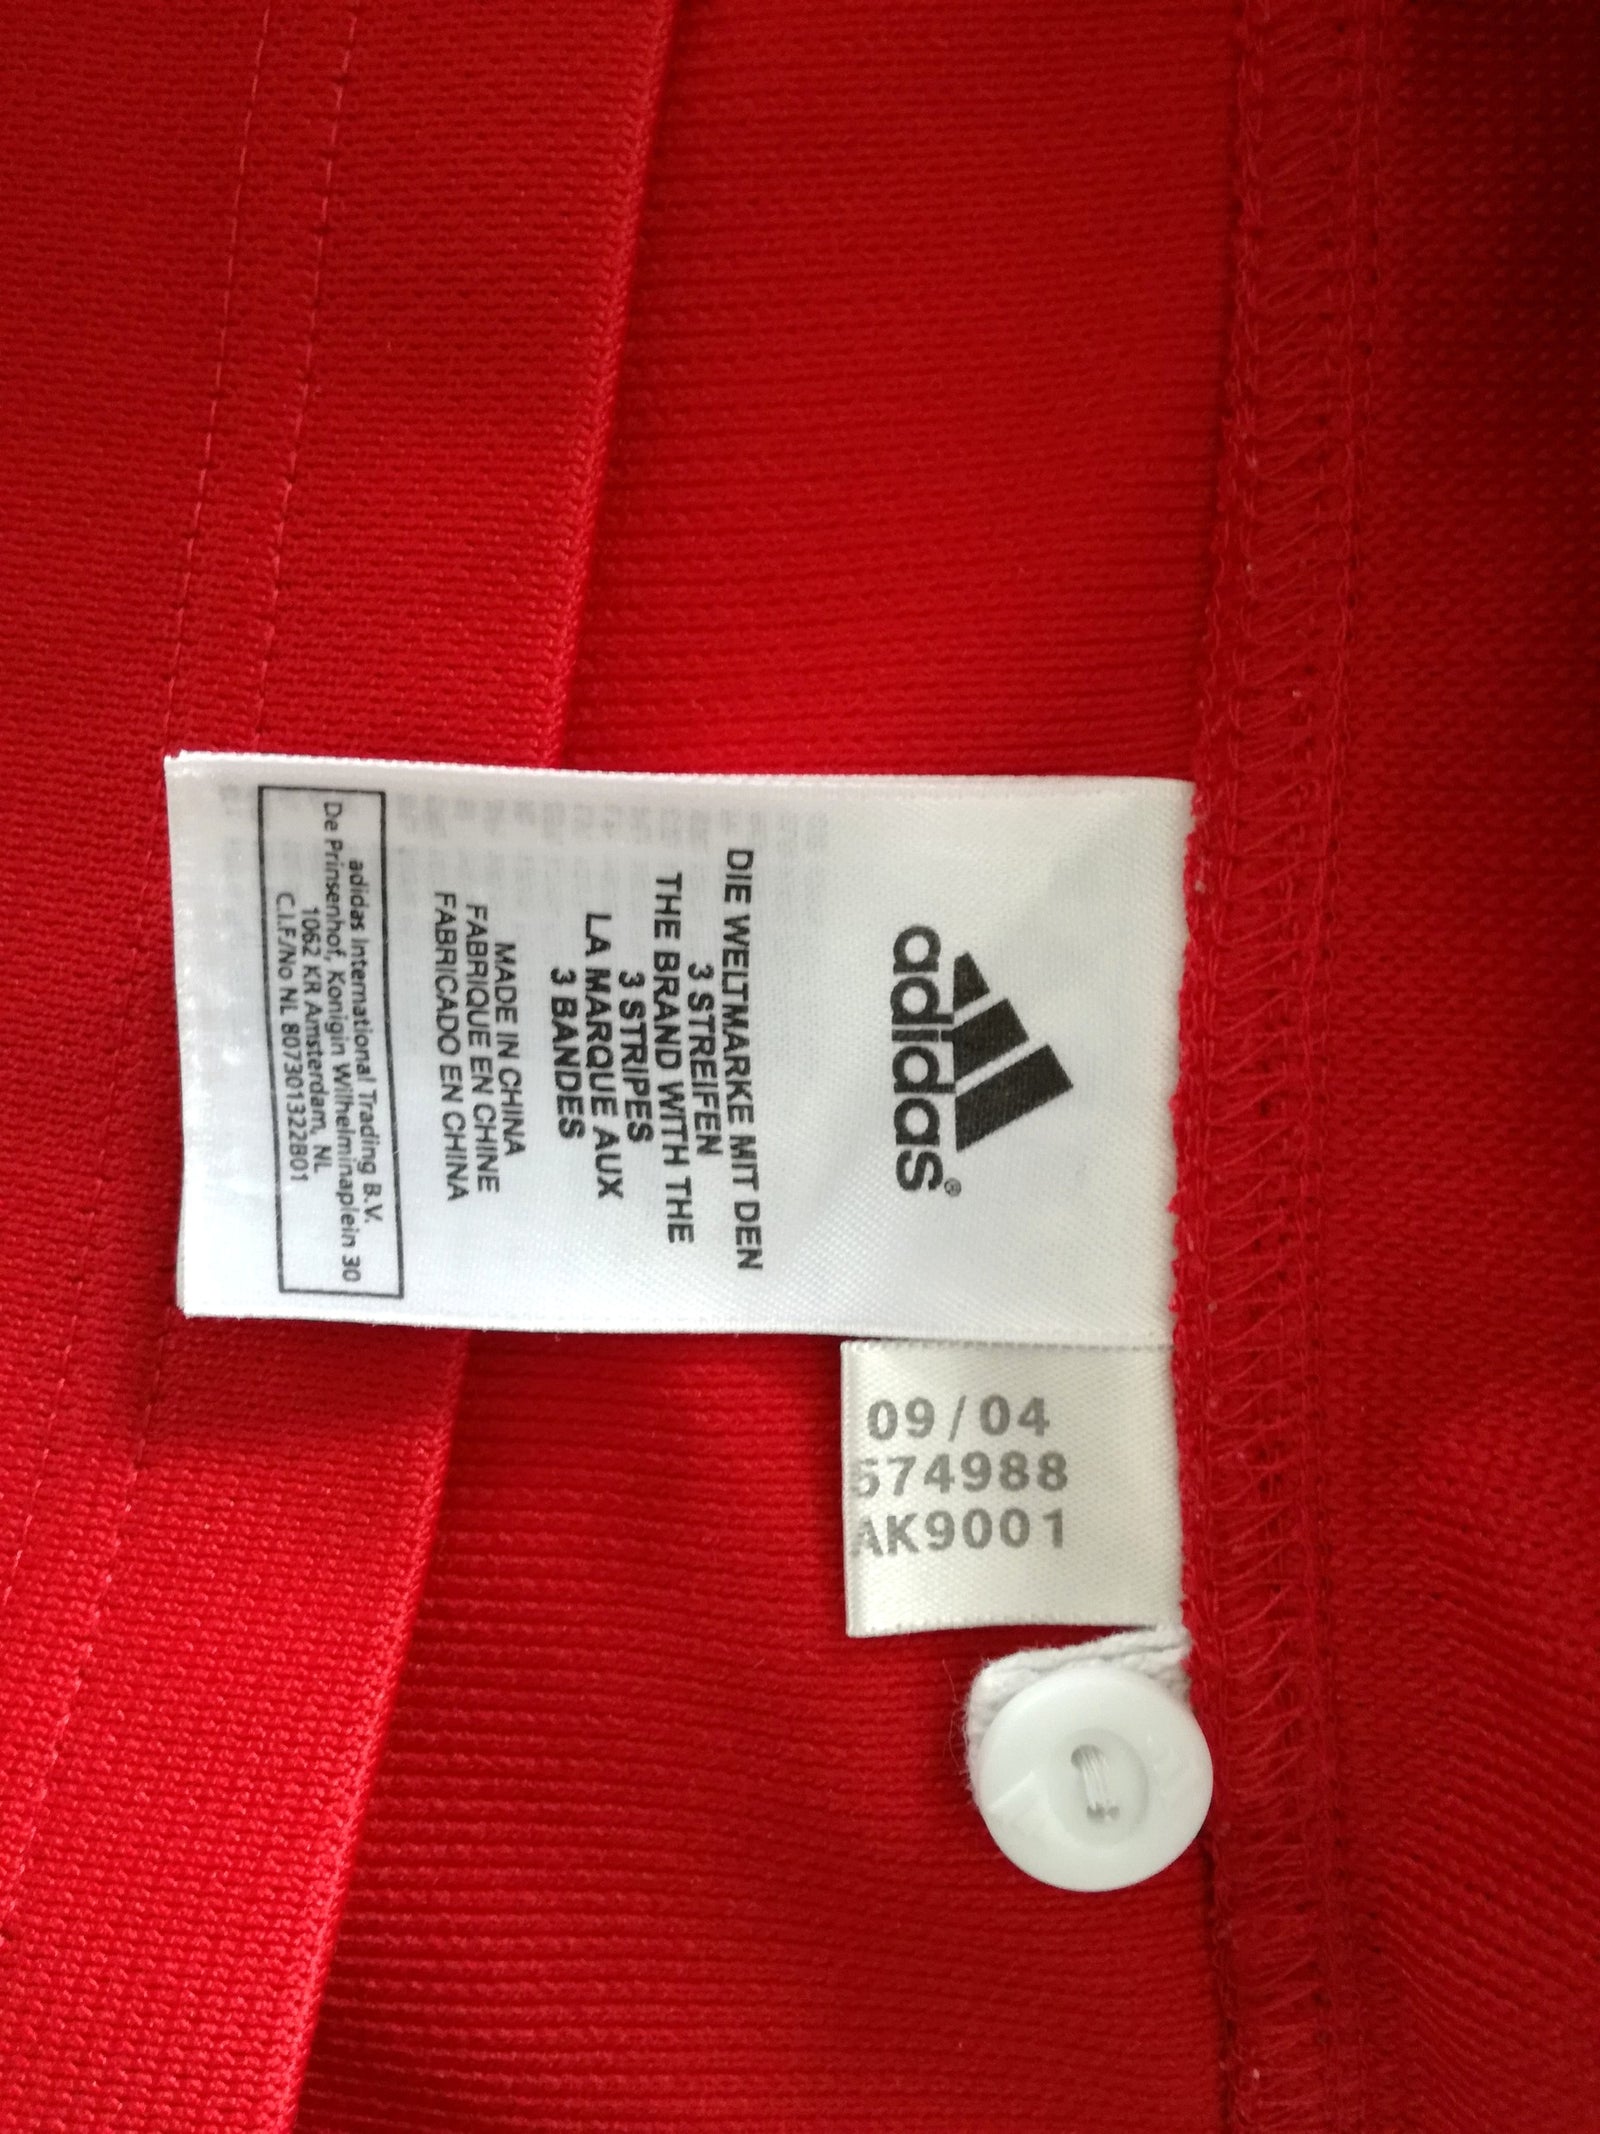 adidas®
DIE WELTMARKE MIT DEN
3 STREIFEN
THE BRAND WITH THE
3 STRIPES
LA MARQUE AUX
3 BANDES
MADE IN CHINA
FABRIQUE EN CHINE
FABRICADO EN CHINA
adidas International Trading B.V.
De Prinsenhof, Konigin Wilhelminaplein 30
1062 KR Amsterdam, NL
C.I.F/No NL 807301322B01
09/04
674988
AK9001